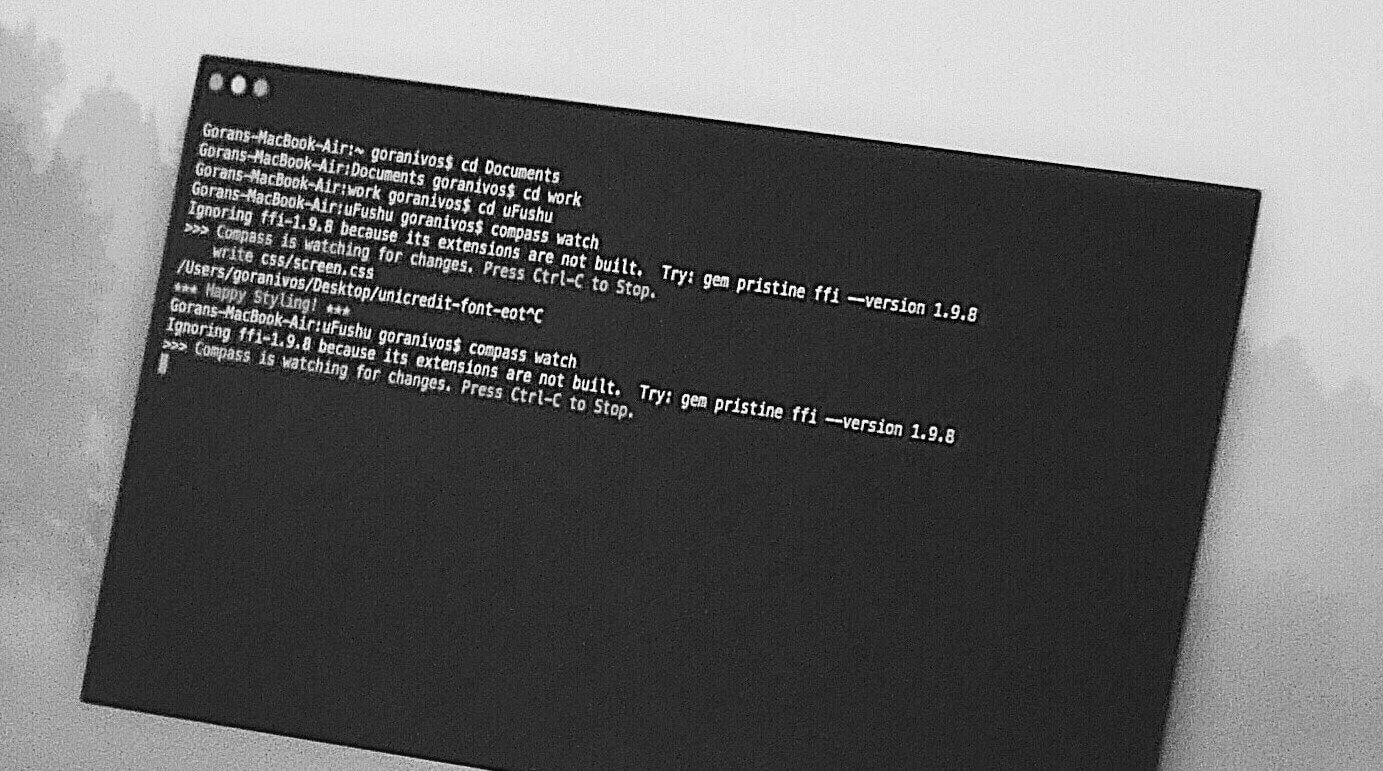 Gorans-MacBook-Air:~ goranivos$ cd Documents
Gorans-MacBook-Air:Documents goranivos$ cd work
Gorans-MacBook-Air:work goranivos$ cd uFushu
Gorans-MacBook-Air:uFushu goranivos$ compass watch
Ignoring ffi-1.9.8 because its extensions are not built.  Try: gem pristine ffi --version 1.9.8
>>> Compass is watching for changes. Press Ctrl-C to Stop.
    write css/screen.css
/Users/goranivos/Desktop/unicredit-font-eot^C
*** Happy Styling! ***
Gorans-MacBook-Air:uFushu goranivos$ compass watch
Ignoring ffi-1.9.8 because its extensions are not built.  Try: gem pristine ffi --version 1.9.8
>>> Compass is watching for changes. Press Ctrl-C to Stop.